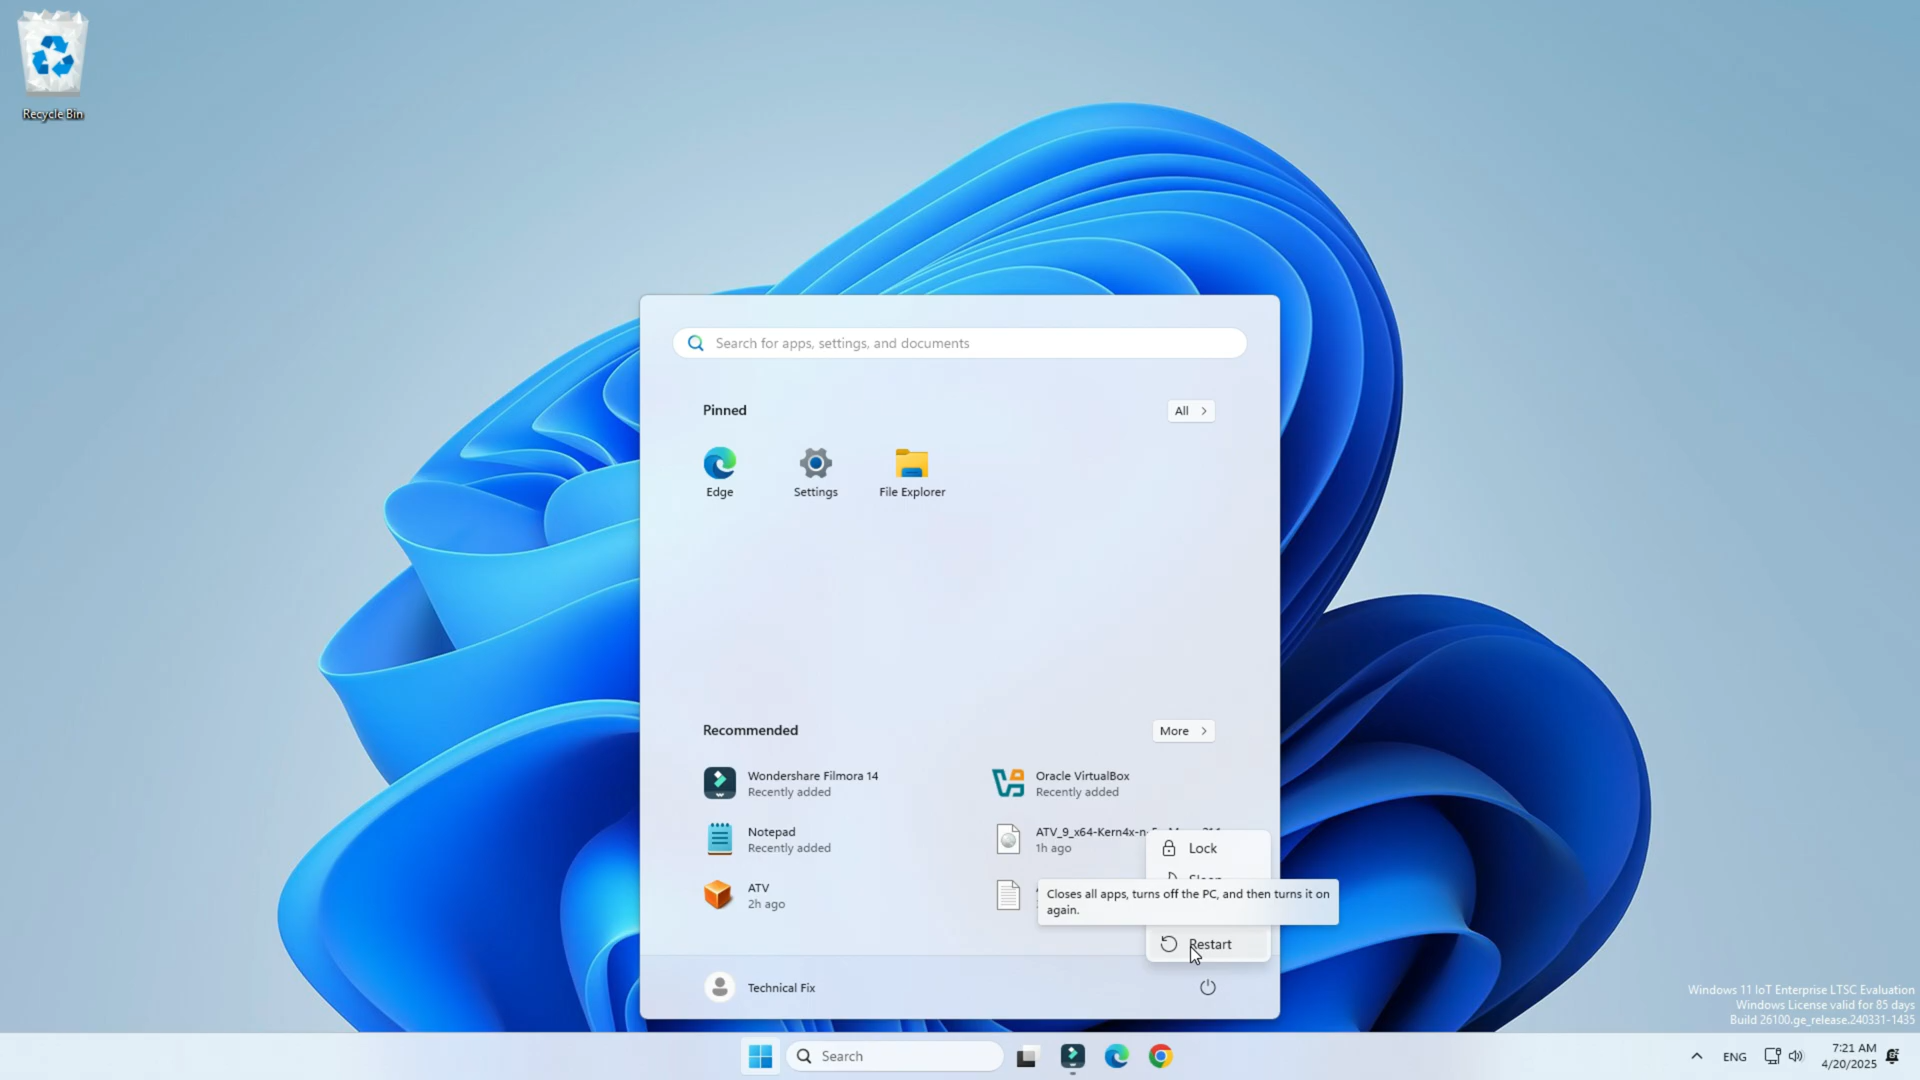 Recycle Bin
Search for apps, settings, and documents
Pinned
All
Edge
Settings
File Explorer
Recommended
More
Wondershare Filmora 14
Recently added
Oracle VirtualBox
Recently added
Notepad
Recently added
ATV_9_x64-Kern4x-n-
1h ago
Lock
ATV
2h ago
Closes all apps, turns off the PC, and then turns it on
again.
Restart
Technical Fix
Windows 11 IoT Enterprise LTSC Evaluation
Windows License valid for 85 days
Build 26100.ge_release.240331-1435
Search
ENG
7:21 AM
4/20/2025